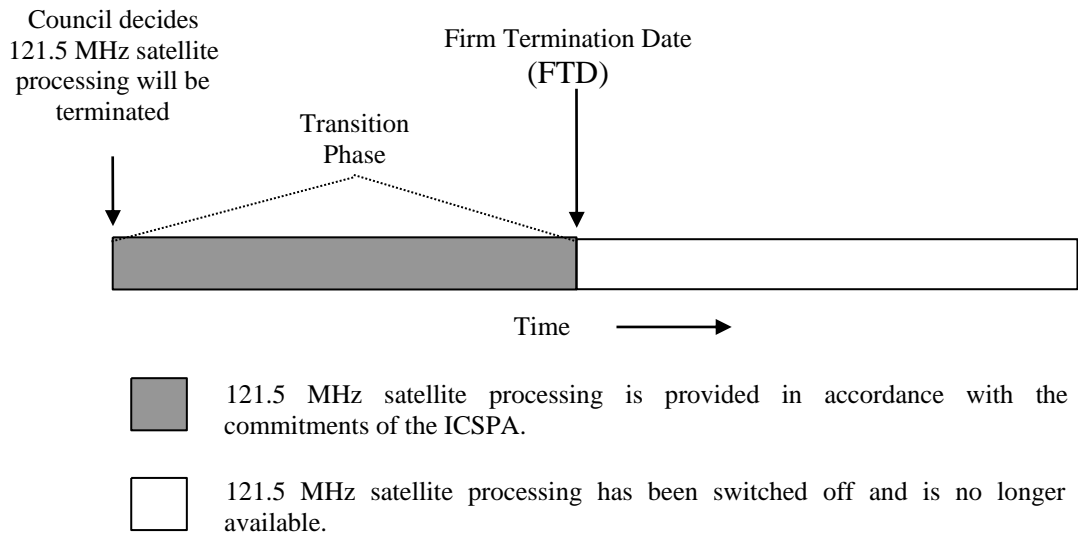 Council decides
121.5 MHz satellite
processing will be
terminated
Firm Termination Date
(FTD)
Transition
Phase
Time
121.5 MHz satellite processing is provided in accordance with the
commitments of the ICSPA.
121.5 MHz satellite processing has been switched off and is no longer
available.